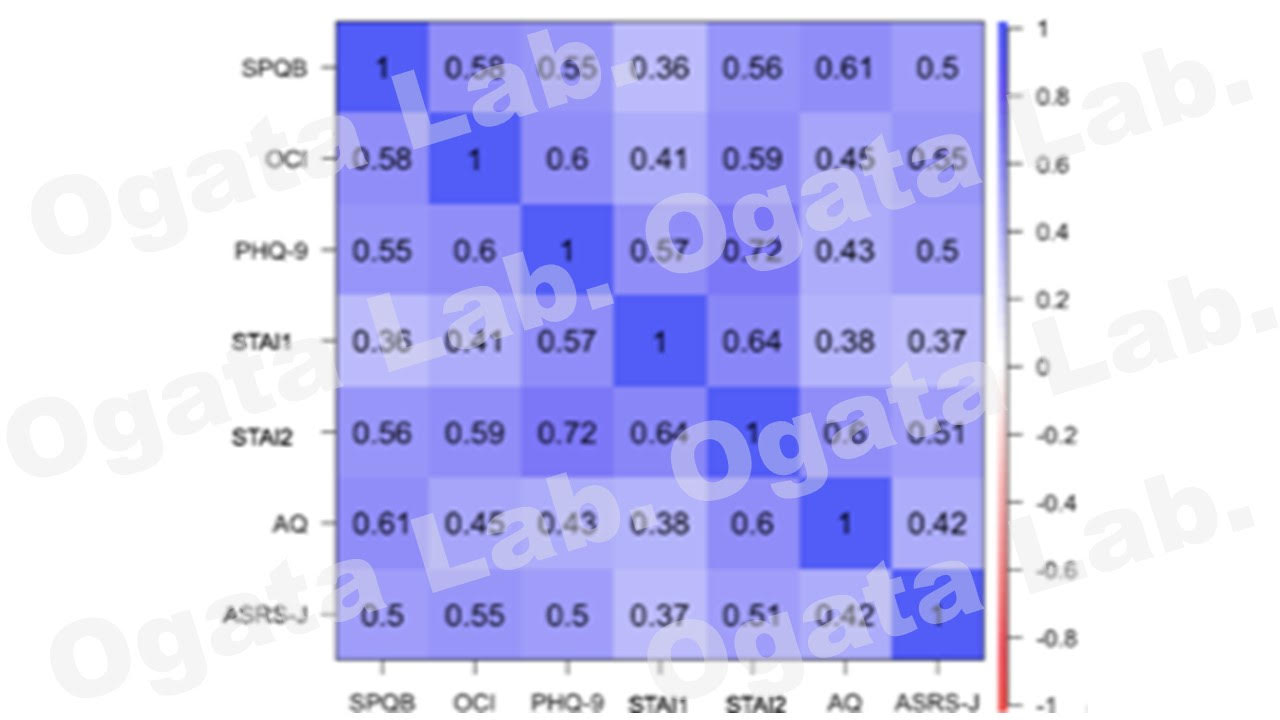 1
SPQB 1 0.58 0.55 0.36 0.56 0.61 0.5
0.8
OCI 0.58 1 0.6 0.41 0.59 0.45 0.55
0.6
0.4
PHQ-9 0.55 0.6 1 0.57 0.72 0.43 0.5
0.2
STAI1 0.36 0.41 0.57 1 0.64 0.38 0.37
0
STAI2 0.56 0.59 0.72 0.64 1 0.6 0.51
-0.2
-0.4
AQ 0.61 0.45 0.43 0.38 0.6 1 0.42
-0.6
ASRS-J 0.5 0.55 0.5 0.37 0.51 0.42 1
-0.8
SPQB OCI PHQ-9 STAI1 STAI2 AQ ASRS-J -1
Ogata Lab.
Ogata Lab.
Ogata Lab.
Ogata Lab.
Ogata Lab.
Ogata Lab.